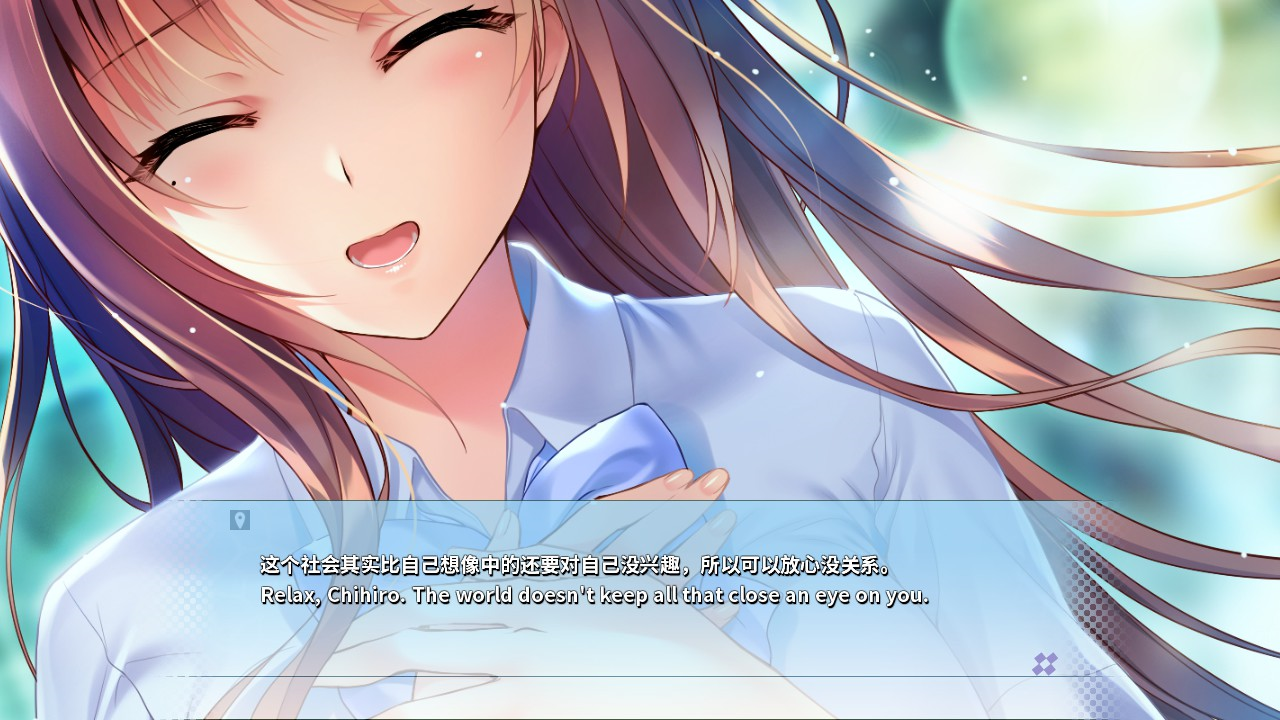 这个社会其实比自己想像中的还要对自己没兴趣，所以可以放心没关系。
Relax, Chihiro. The world doesn't keep all that close an eye on you.